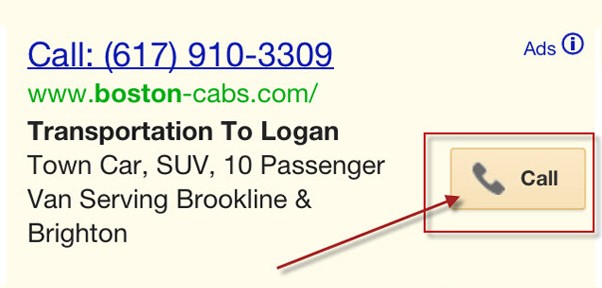 Call: (617) 910-3309
Ads
www.boston-cabs.com/
Transportation To Logan
Town Car, SUV, 10 Passenger
Van Serving Brookline &
Brighton
Call